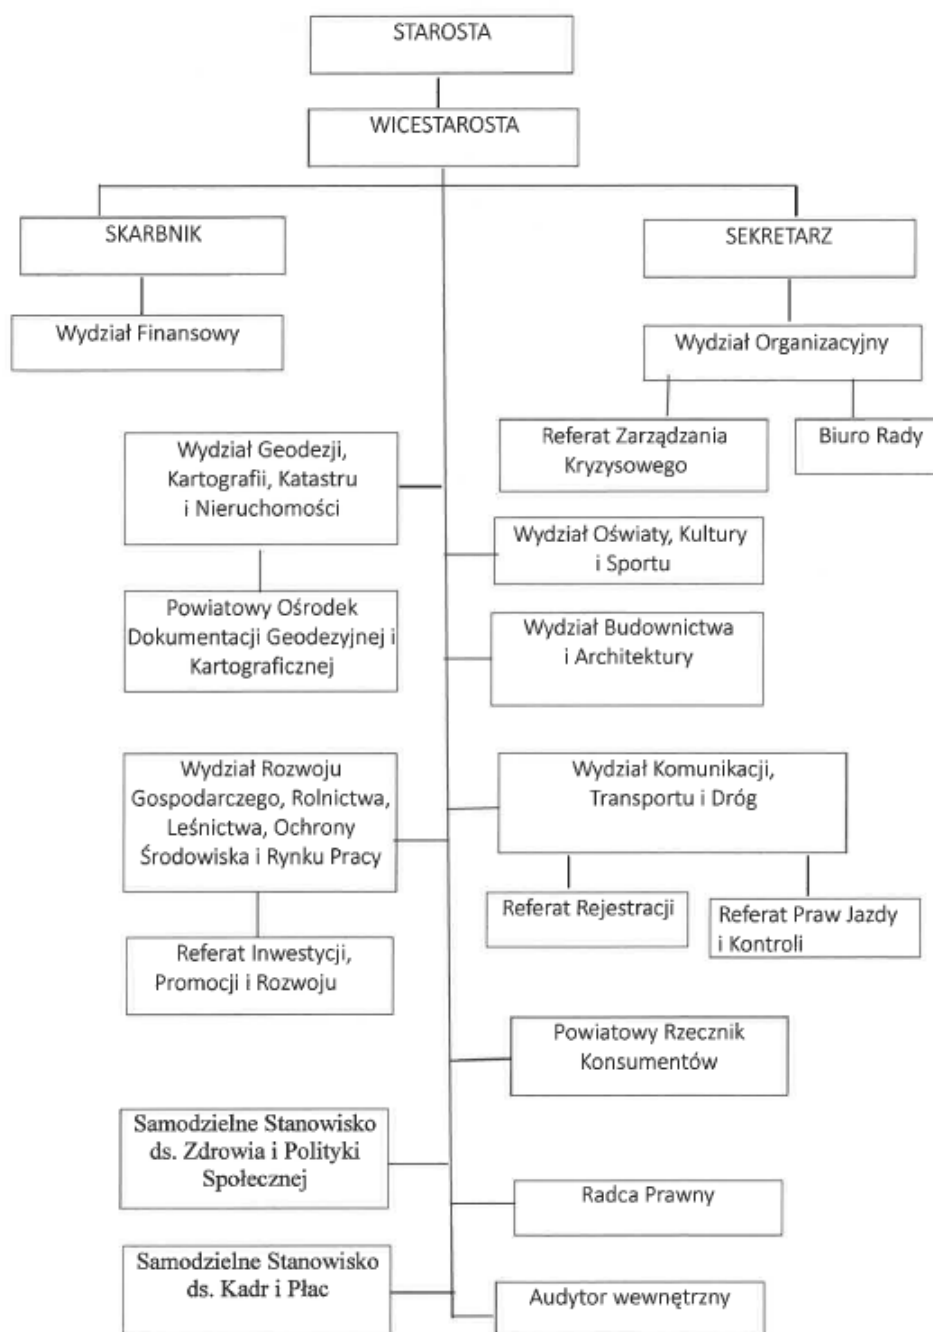 STAROSTA
WICESTAROSTA
SKARBNIK
SEKRETARZ
Wydział Finansowy
Wydział Organizacyjny
Referat Zarządzania
Kryzysowego
Biuro Rady
Wydział Geodezji,
Kartografii, Katastru
i Nieruchomości
Wydział Oświaty, Kultury
i Sportu
Powiatowy Ośrodek
Dokumentacji Geodezyjnej i
Kartograficznej
Wydział Budownictwa
i Architektury
Wydział Rozwoju
Gospodarczego, Rolnictwa,
Leśnictwa, Ochrony
Środowiska i Rynku Pracy
Wydział Komunikacji,
Transportu i Dróg
Referat Rejestracji
Referat Praw Jazdy
i Kontroli
Referat Inwestycji,
Promocji i Rozwoju
Powiatowy Rzecznik
Konsumentów
Samodzielne Stanowisko
ds. Zdrowia i Polityki
Społecznej
Radca Prawny
Samodzielne Stanowisko
ds. Kadr i Płac
Audytor wewnętrzny